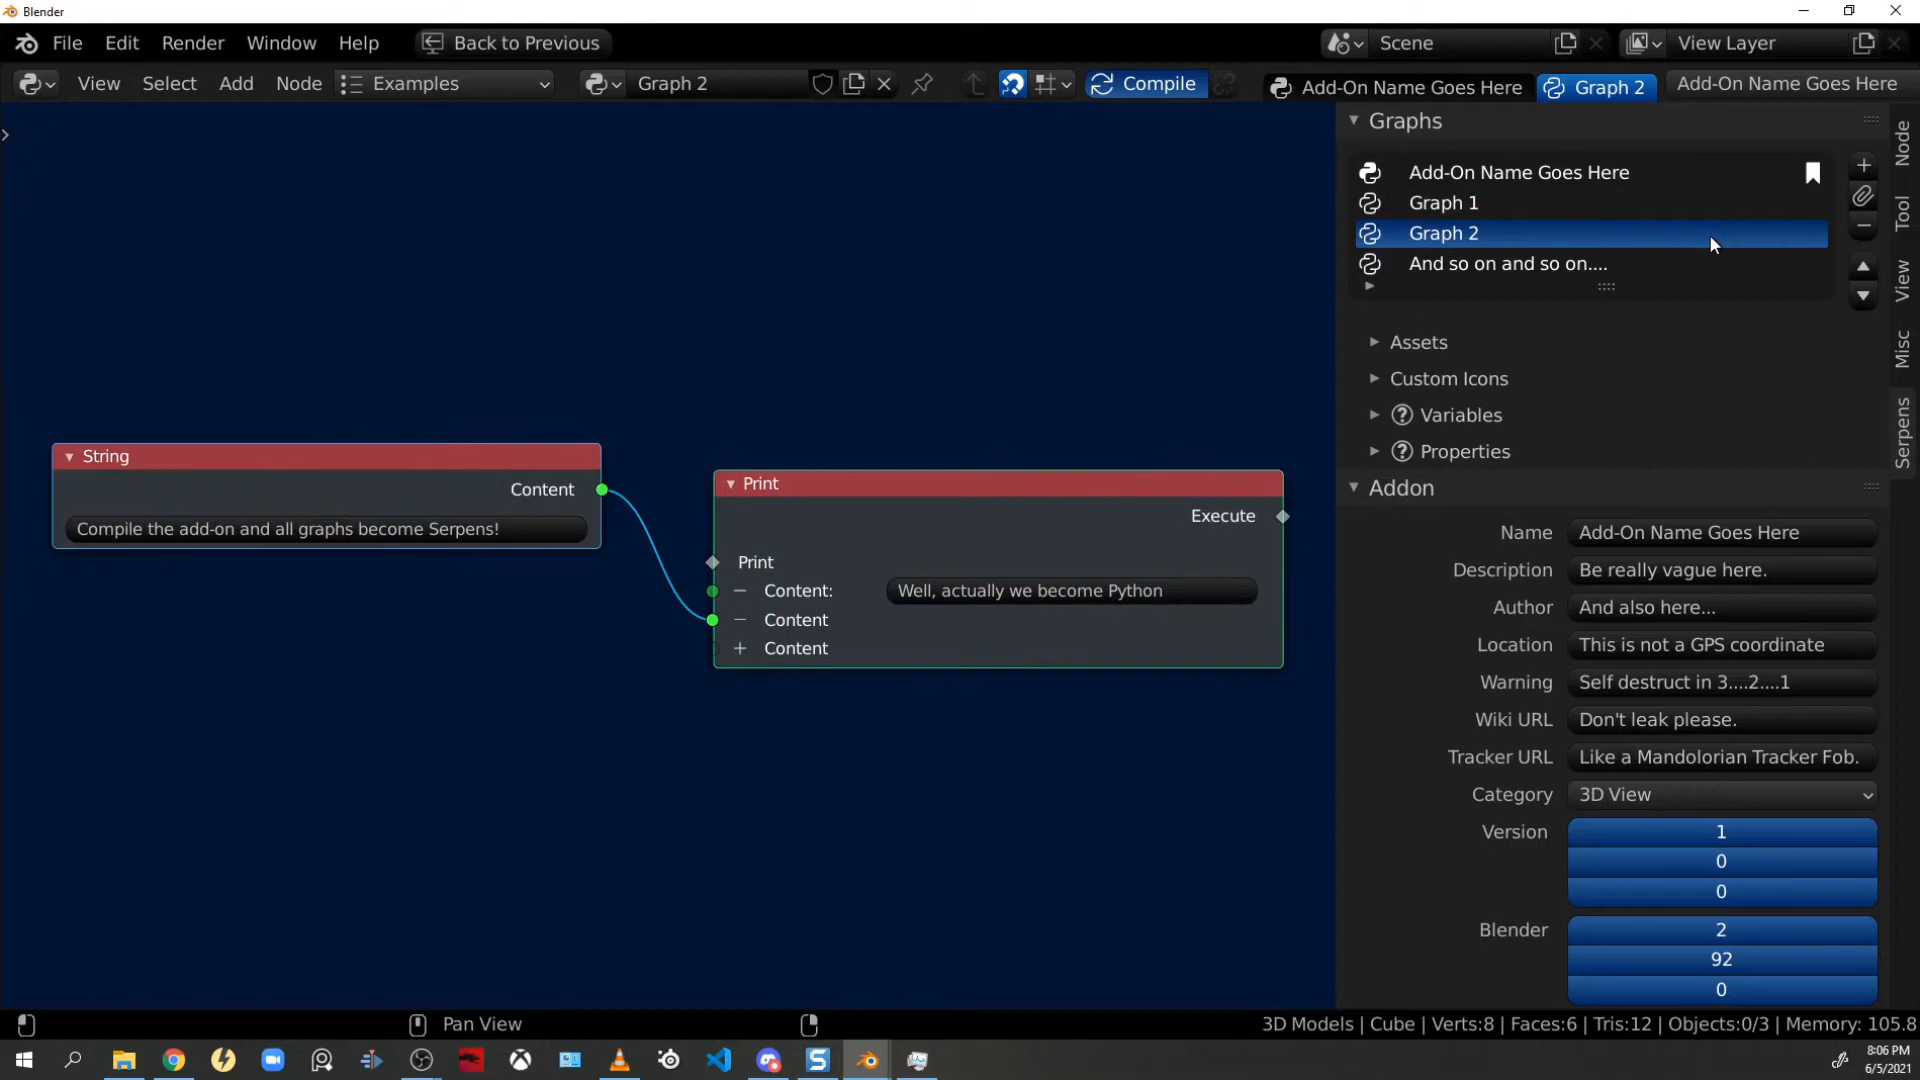 Blender
File Edit Render Window Help Back to Previous Scene View Layer
View Select Add Node Examples Graph 2 Compile Add-On Name Goes Here Graph 2 Add-On Name Goes Here
Graphs
Add-On Name Goes Here
Graph 1
Graph 2
And so on and so on....
Assets
Custom Icons
Variables
Properties
Node
Tool
View
Misc
Serpens
String
Content
Compile the add-on and all graphs become Serpens!
Print
Execute
Print
Content: Well, actually we become Python
Content
Content
Addon
Name Add-On Name Goes Here
Description Be really vague here.
Author And also here...
Location This is not a GPS coordinate
Warning Self destruct in 3....2....1
Wiki URL Don't leak please.
Tracker URL Like a Mandolorian Tracker Fob.
Category 3D View
Version 1
0
0
Blender 2
92
0
Pan View 3D Models | Cube | Verts:8 | Faces:6 | Tris:12 | Objects:0/3 | Memory: 105.8
8:06 PM
6/5/2021